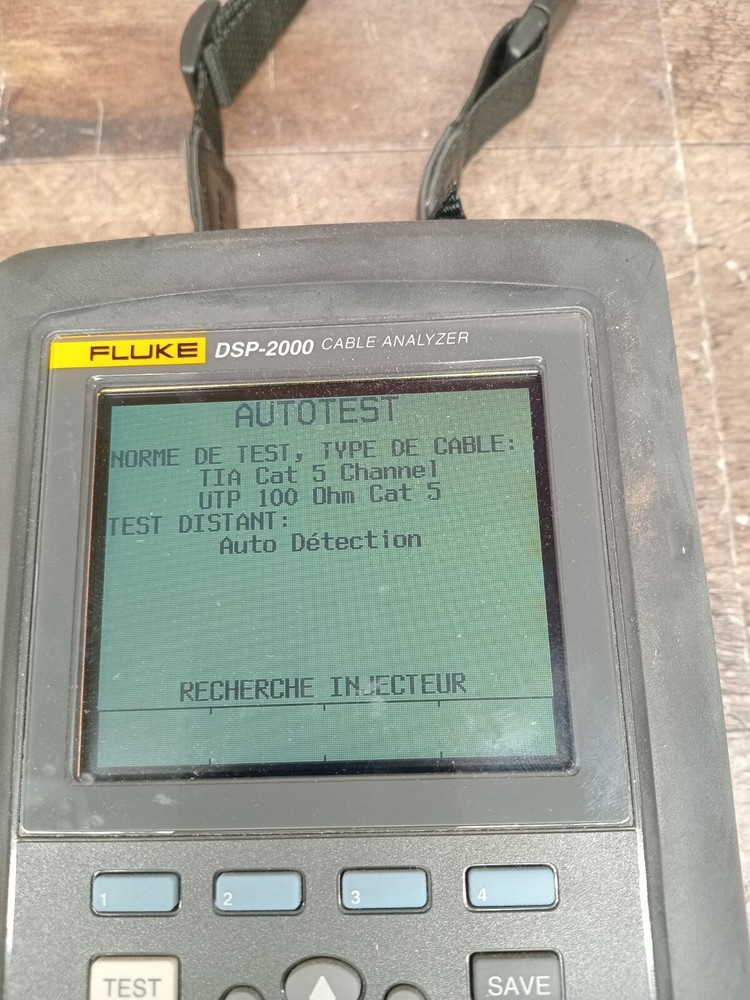 FLUKE DSP-2000 CABLE ANALYZER
AUTOTEST
NORME DE TEST, TYPE DE CABLE:
TIA Cat 5 Channel
UTP 100 Ohm Cat 5
TEST DISTANT:
Auto Détection
RECHERCHE INJECTEUR
1 2 3 4
TEST SAVE